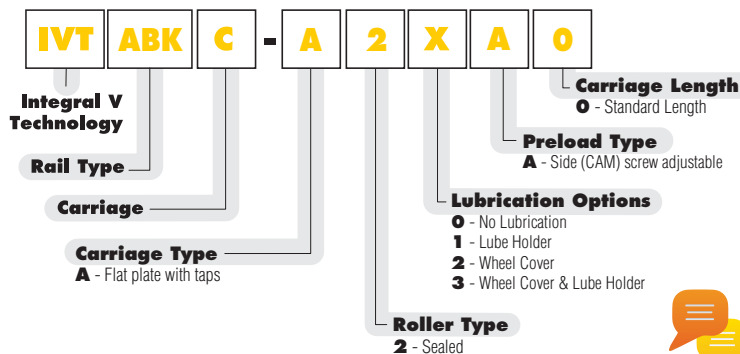 IVT ABK C - A 2 X A 0
Integral V
Technology
Rail Type
Carriage
Carriage Type
A - Flat plate with taps
Roller Type
2 - Sealed
Lubrication Options
0 - No Lubrication
1 - Lube Holder
2 - Wheel Cover
3 - Wheel Cover & Lube Holder
Preload Type
A - Side (CAM) screw adjustable
Carriage Length
0 - Standard Length